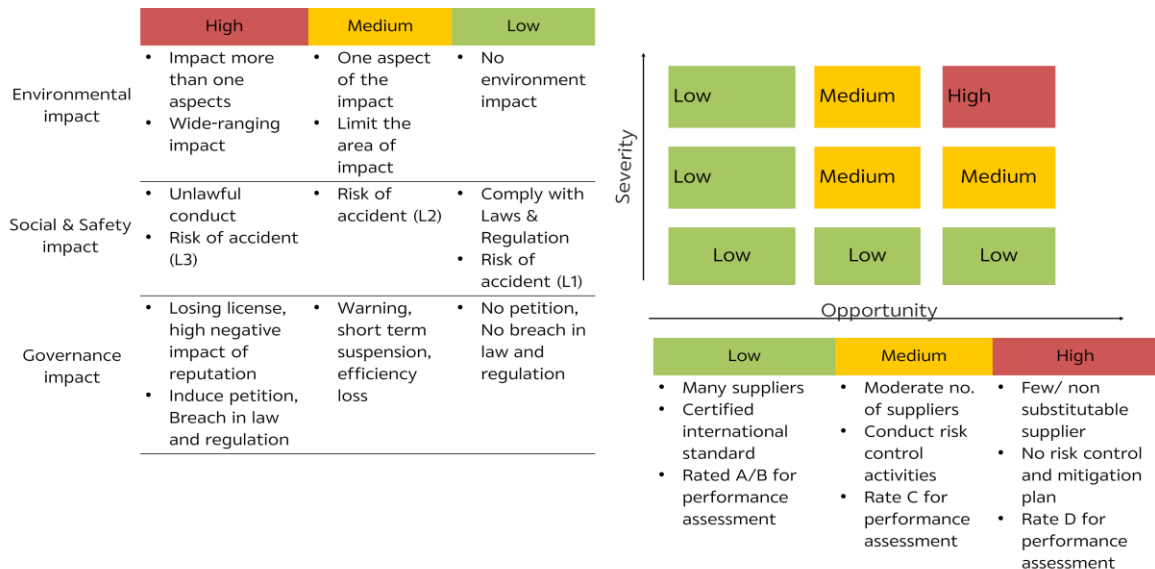 High
Medium
Low
Environmental
impact
• Impact more
than one
aspects
• Wide-ranging
impact
• One aspect
of the
impact
• Limit the
area of
impact
• No
environment
impact
Social & Safety
impact
• Unlawful
conduct
• Risk of accident
(L3)
• Risk of
accident (L2)
• Comply with
Laws &
Regulation
• Risk of
accident (L1)
Governance
impact
• Losing license,
high negative
impact of
reputation
• Induce petition,
Breach in law
and regulation
• Warning,
short term
suspension,
efficiency
loss
• No petition,
No breach in
law and
regulation
Severity
Low
Medium
High
Low
Medium
Medium
Low
Low
Low
Opportunity
Low
Medium
High
• Many suppliers
• Certified
international
standard
• Rated A/B for
performance
assessment
• Moderate no.
of suppliers
• Conduct risk
control
activities
• Rate C for
performance
assessment
• Few/ non
substitutable
supplier
• No risk control
and mitigation
plan
• Rate D for
performance
assessment